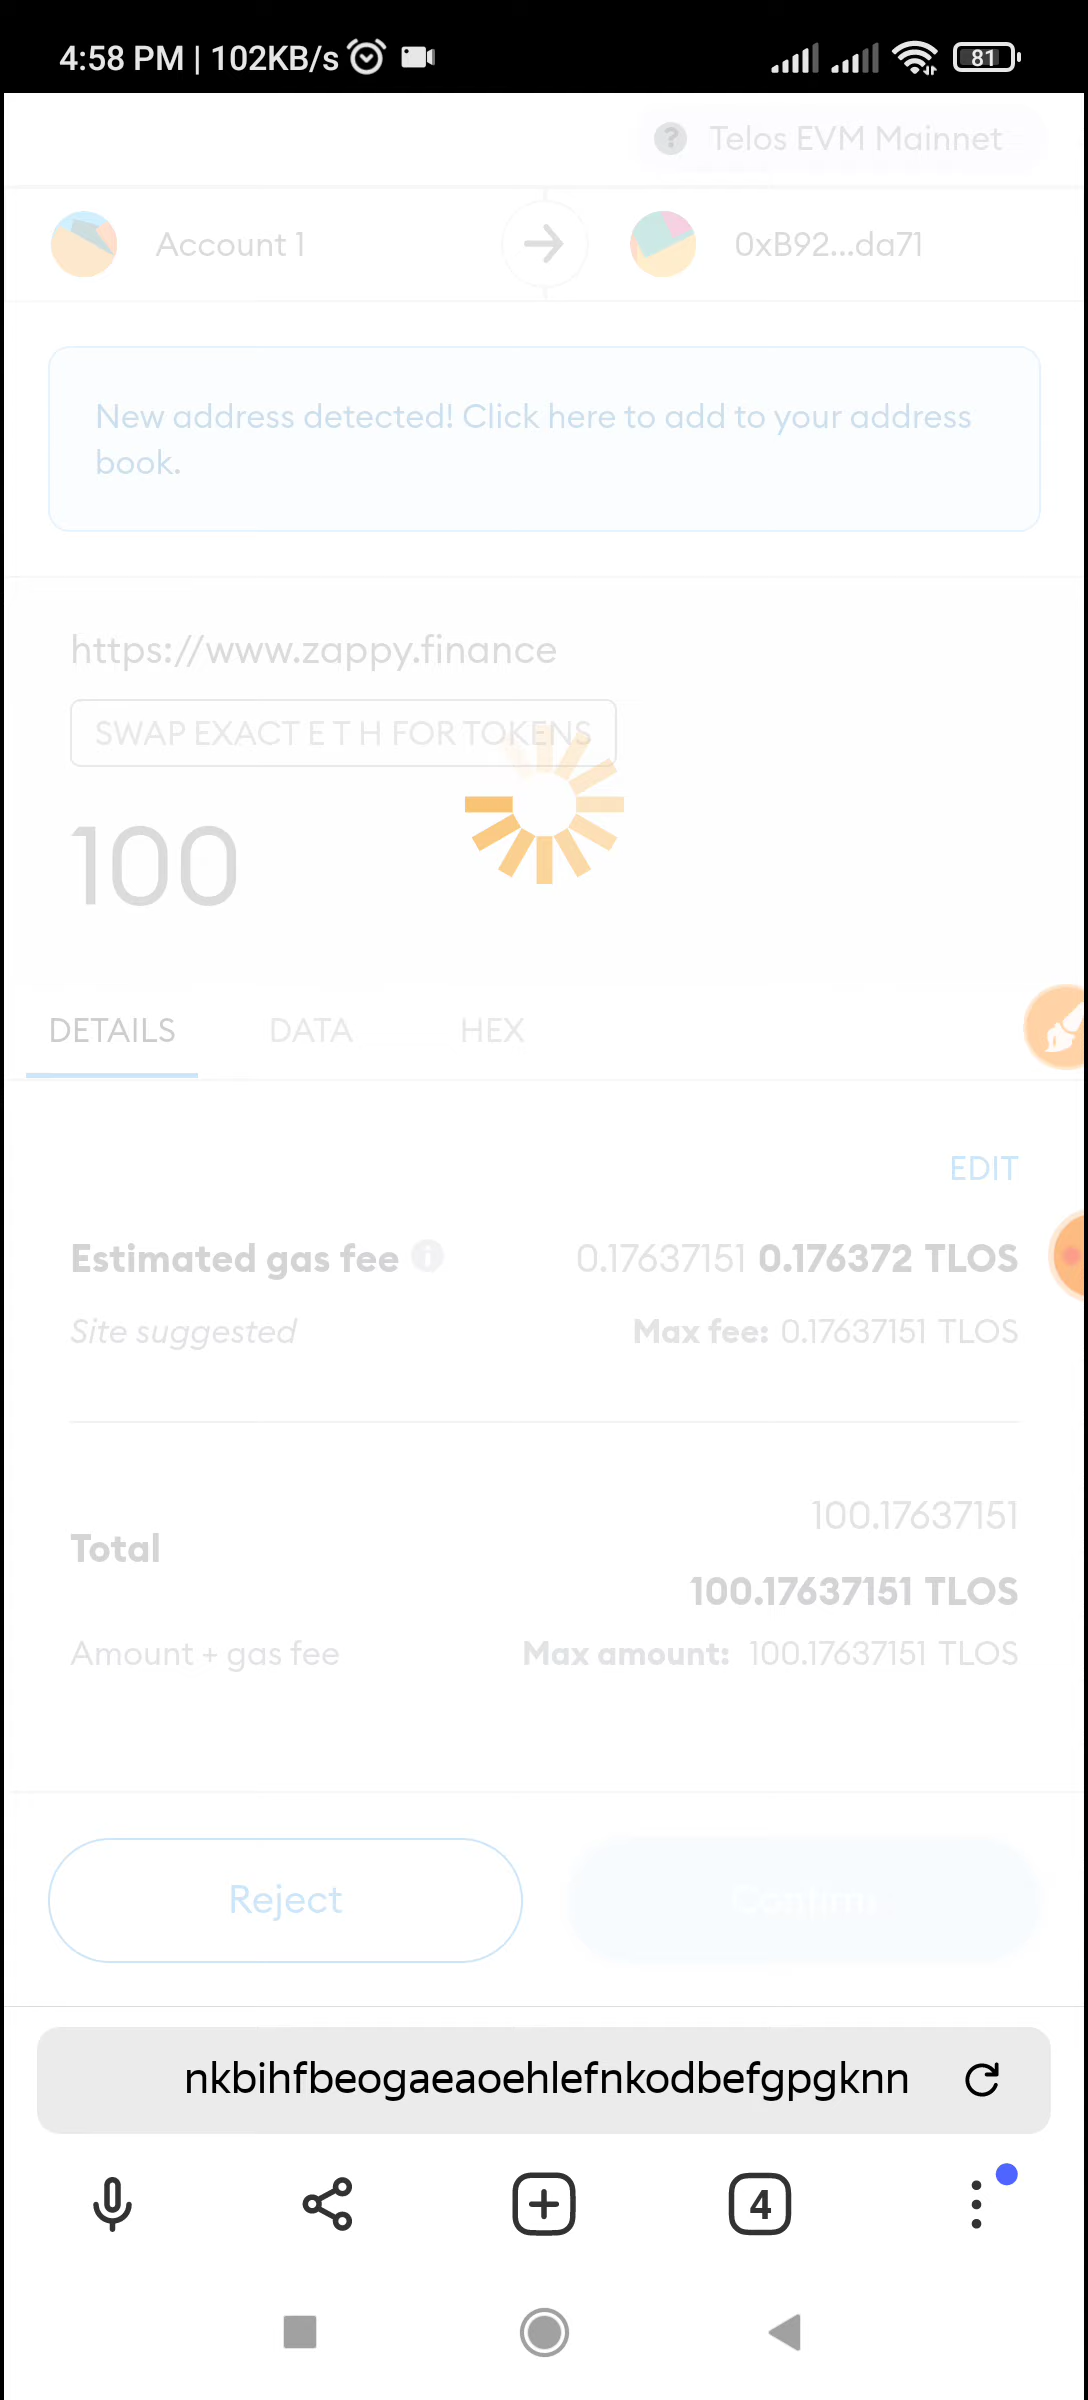 4:58 PM | 102KB/s
81
? Telos EVM Mainnet
Account 1
0xB92...da71
New address detected! Click here to add to your address
book.
https://www.zappy.finance
SWAP EXACT E T H FOR TOKENS
100
DETAILS DATA HEX
EDIT
Estimated gas fee 0.17637151 0.176372 TLOS
Site suggested Max fee: 0.17637151 TLOS
100.17637151
Total
100.17637151 TLOS
Amount + gas fee Max amount: 100.17637151 TLOS
Reject Confirm
nkbihfbeogaeaoehlefnkodbefgpgknn
4